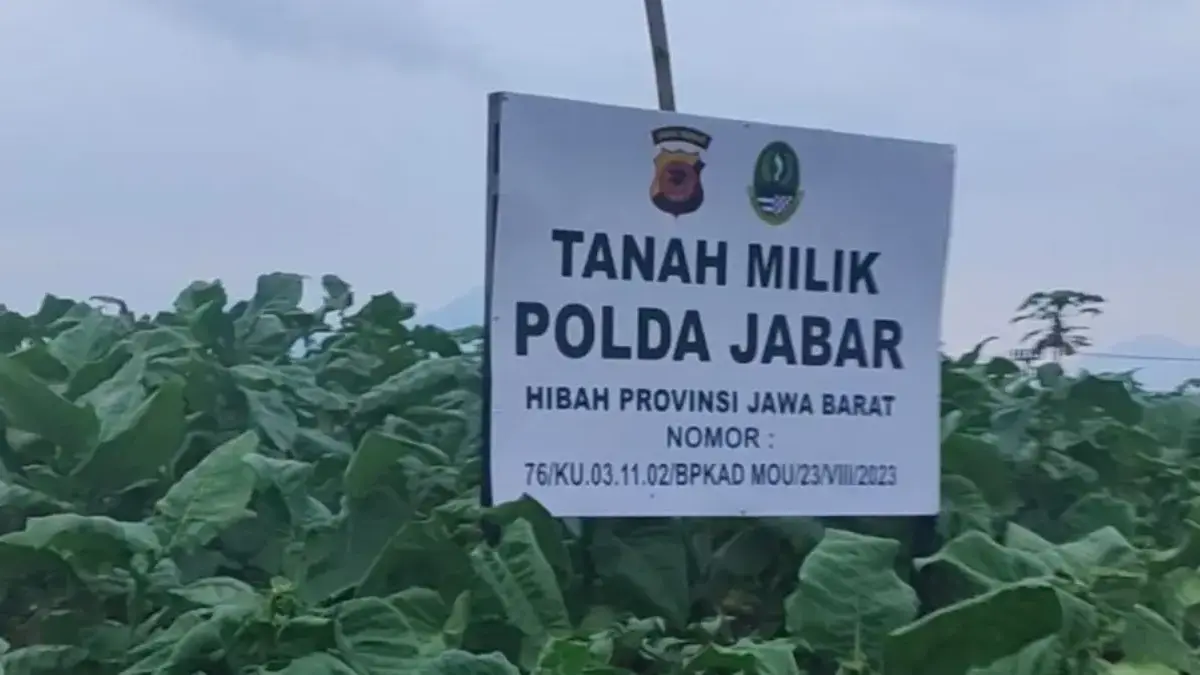 TANAH MILIK
POLDA JABAR
HIBAH PROVINSI JAWA BARAT
NOMOR :
76/KU.03.11.02/BPKAD MOU/23/VIII/2023